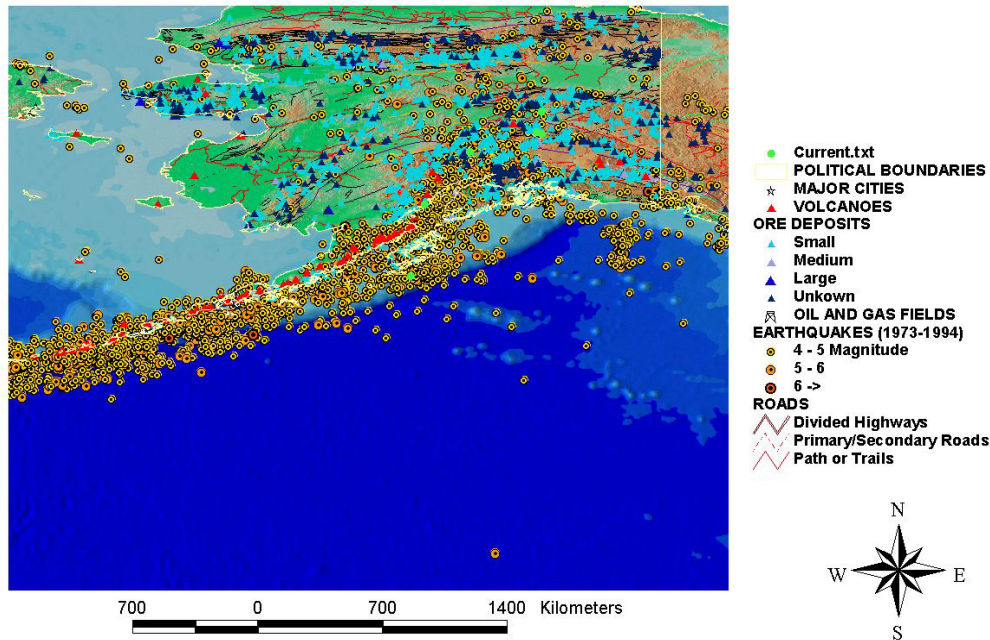 Current.txt
POLITICAL BOUNDARIES
MAJOR CITIES
VOLCANOES
ORE DEPOSITS
Small
Medium
Large
Unkown
OIL AND GAS FIELDS
EARTHQUAKES (1973-1994)
4 - 5 Magnitude
5 - 6
6 ->
ROADS
Divided Highways
Primary/Secondary Roads
Path or Trails
N
W E
S
700 0 700 1400 Kilometers